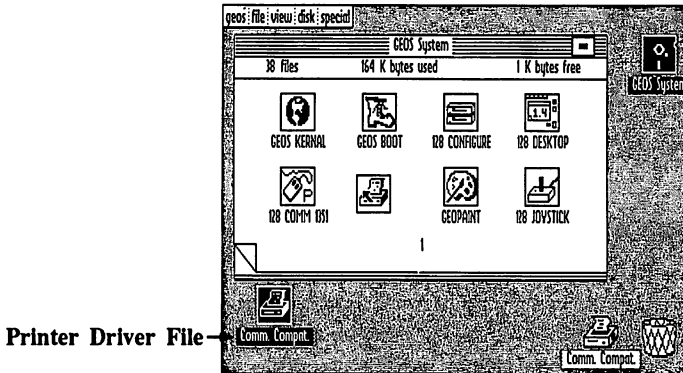 geos file view disk special
GEOS System
38 files 164 K bytes used 1 K bytes free
GEOS System
GEOS KERNAL GEOS BOOT 128 CONFIGURE 128 DESKTOP
128 COMM 1351 GEOPAINT 128 JOYSTICK
1
Printer Driver File
Comm. Compat.
Comm. Compat.